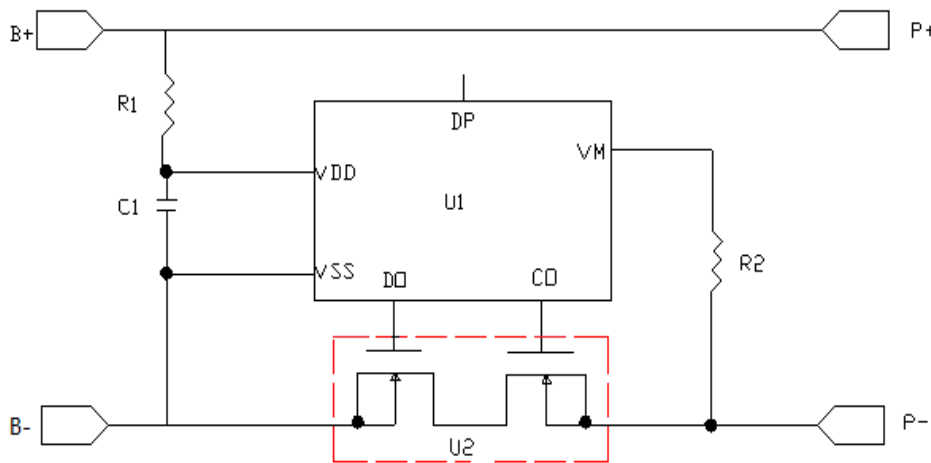 B+
P+
R1
DP
VM
VDD
C1
U1
VSS
DO
CO
R2
B-
U2
P-